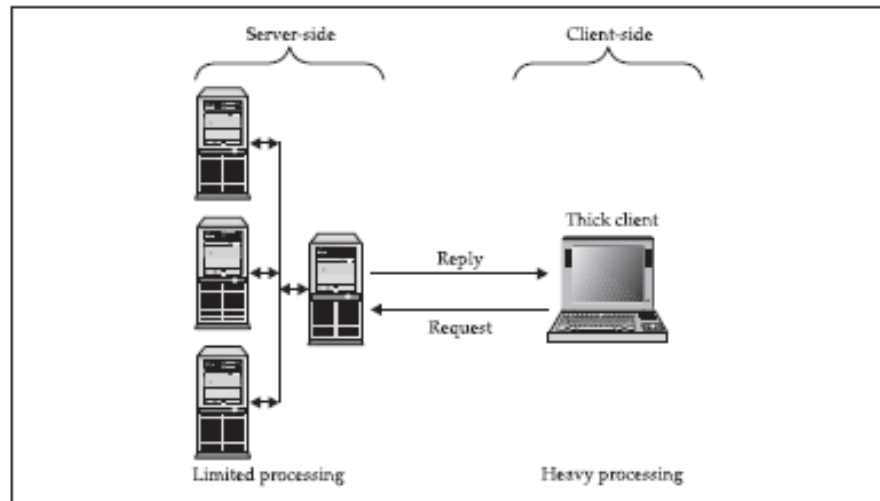 Server-side
Client-side
Thick client
Reply
Request
Limited processing
Heavy processing